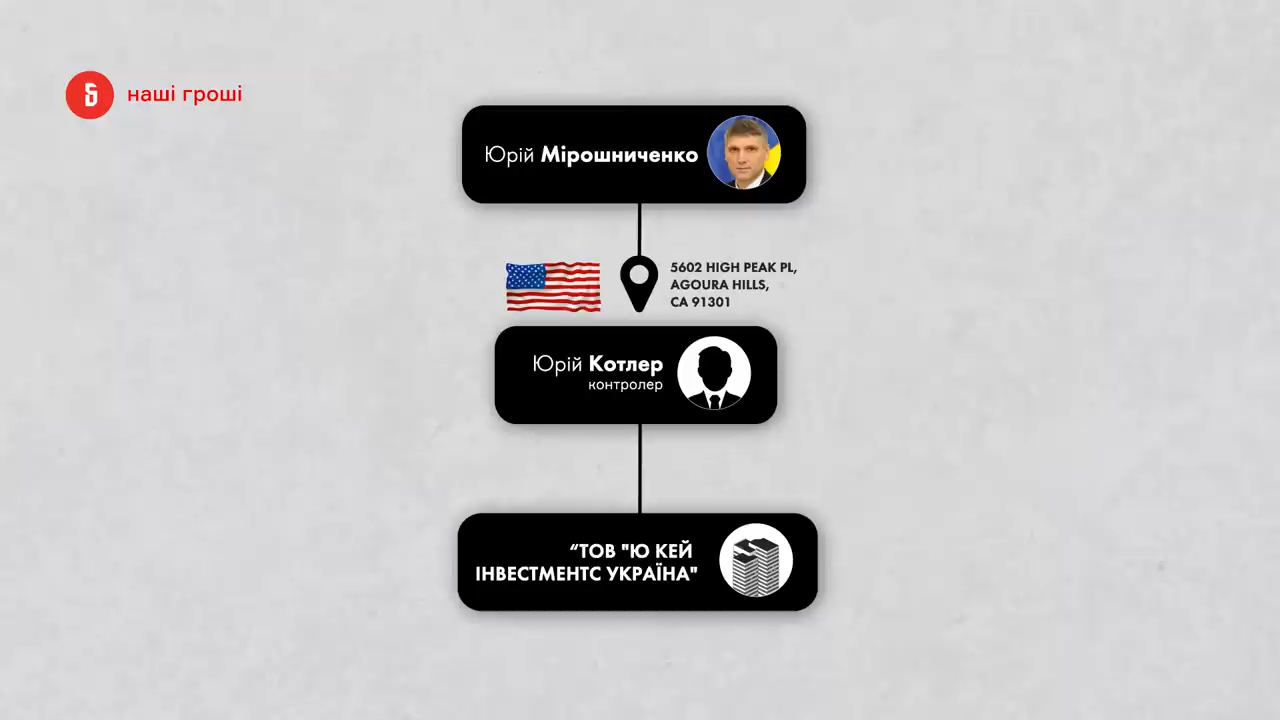 наші гроші
Юрій Мірошниченко
5602 HIGH PEAK PL,
AGOURA HILLS,
CA 91301
Юрій Котлер
контролер
“ТОВ "Ю КЕЙ
ІНВЕСТМЕНТС УКРАЇНА"